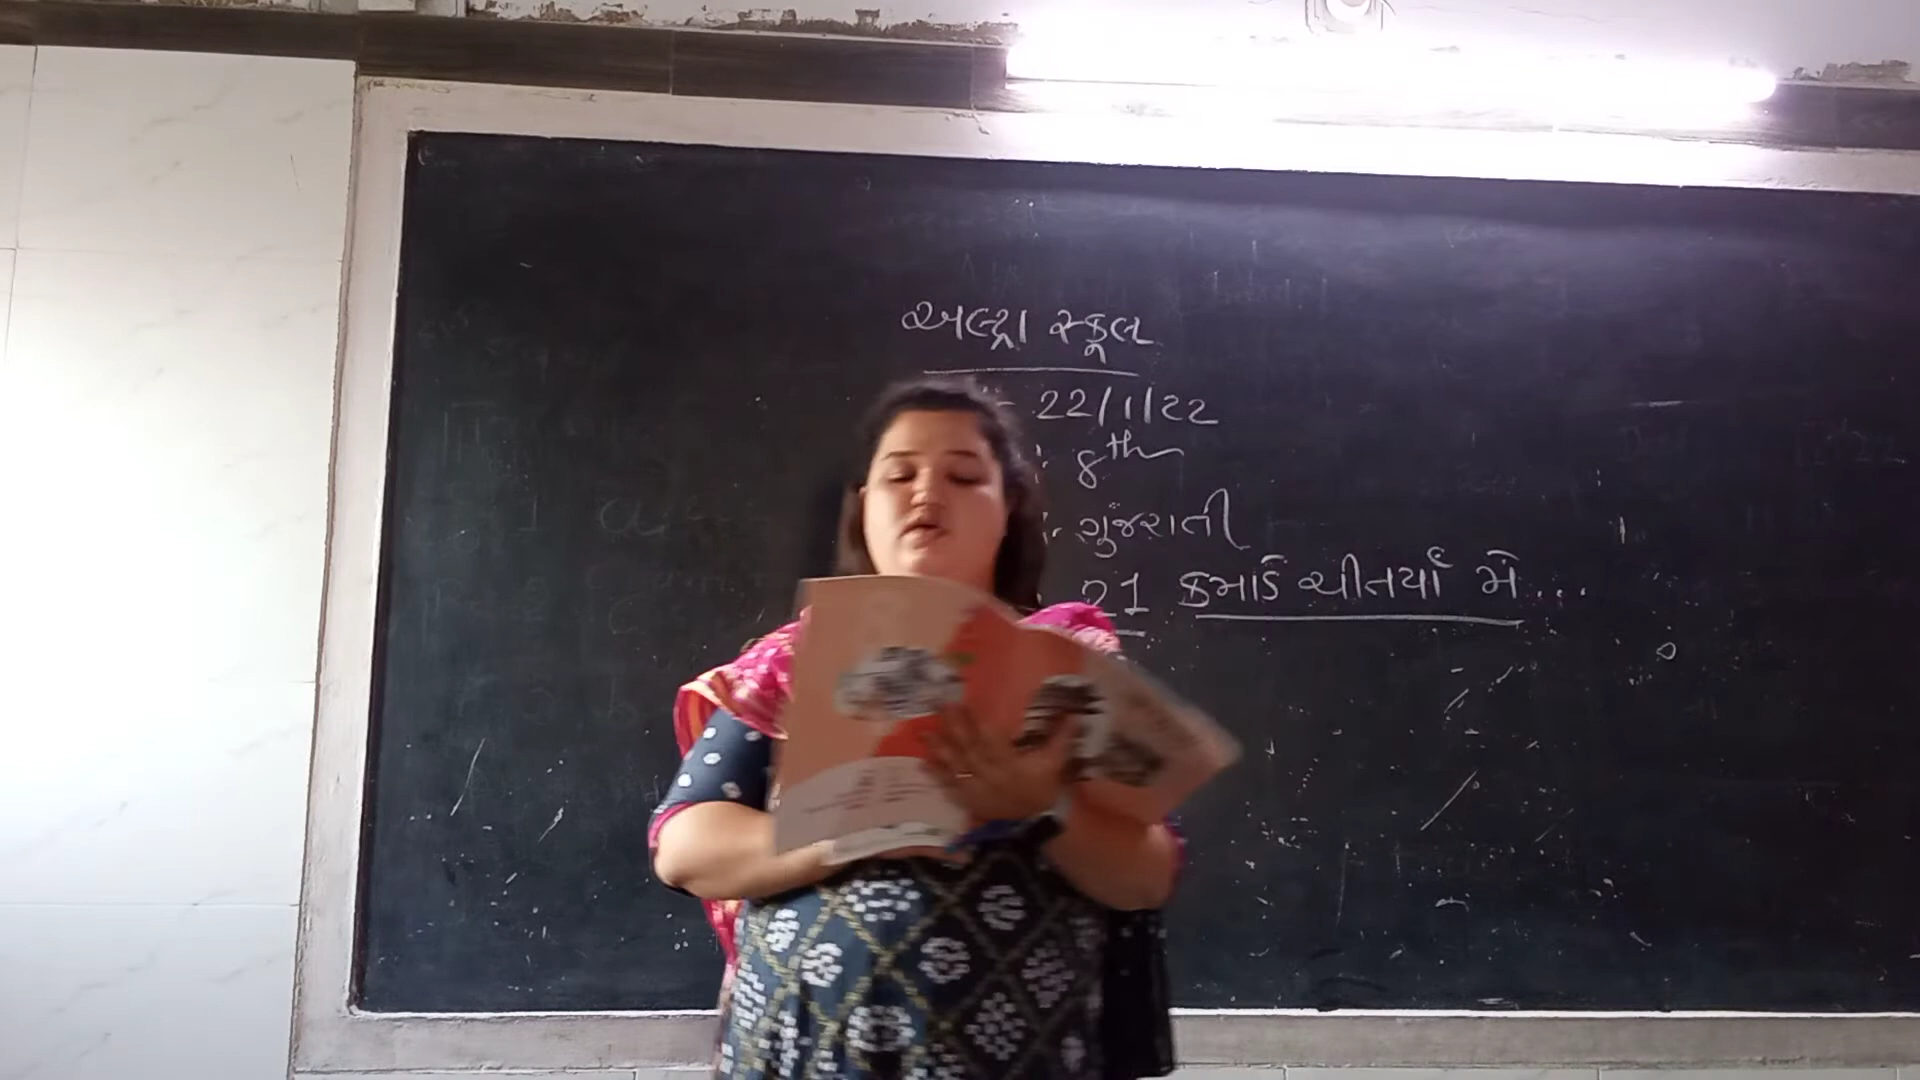 અલ્ટ્રા સ્કૂલ
:- 22/1/22
: 8th
:- ગુજરાતી
21 કમાડે ચીતર્યાં મેં...